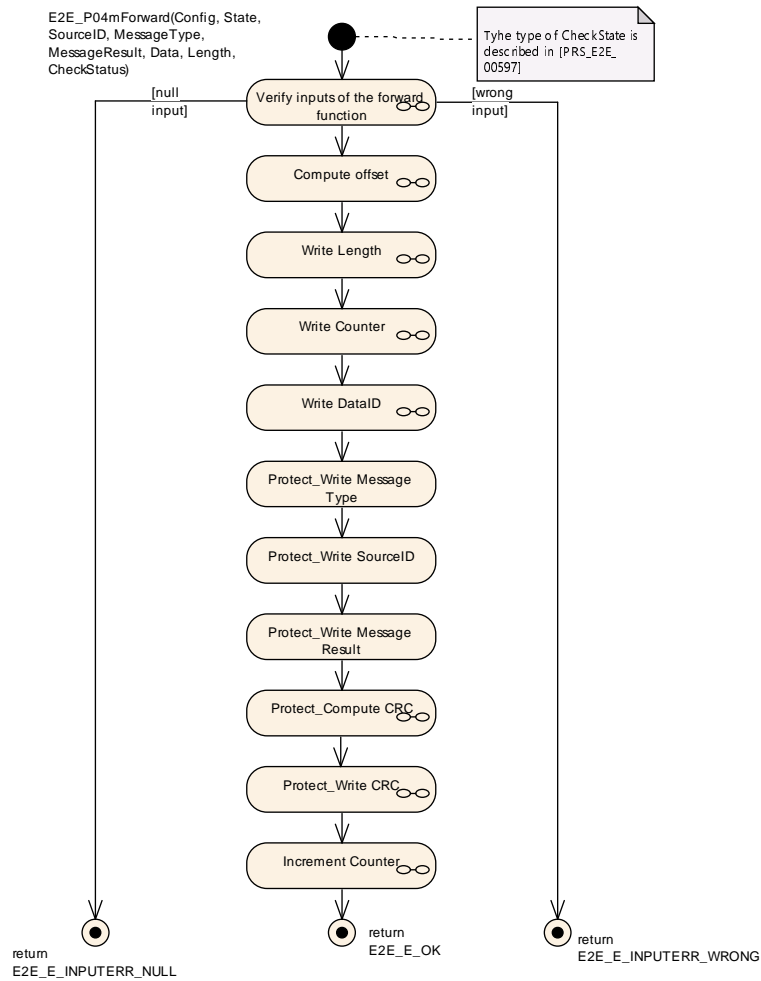 E2E_P04mForward(Config, State,
SourceID, MessageType,
MessageResult, Data, Length,
CheckStatus)
Tyhe type of CheckState is
described in [PRS_E2E_
00597]
[null
input]
Verify inputs of the forward
function
[wrong
input]
Compute offset
Write Length
Write Counter
Write DataID
Protect_Write Message
Type
Protect_Write SourceID
Protect_Write Message
Result
Protect_Compute CRC
Protect_Write CRC
Increment Counter
return
E2E_E_INPUTERR_NULL
return
E2E_E_OK
return
E2E_E_INPUTERR_WRONG